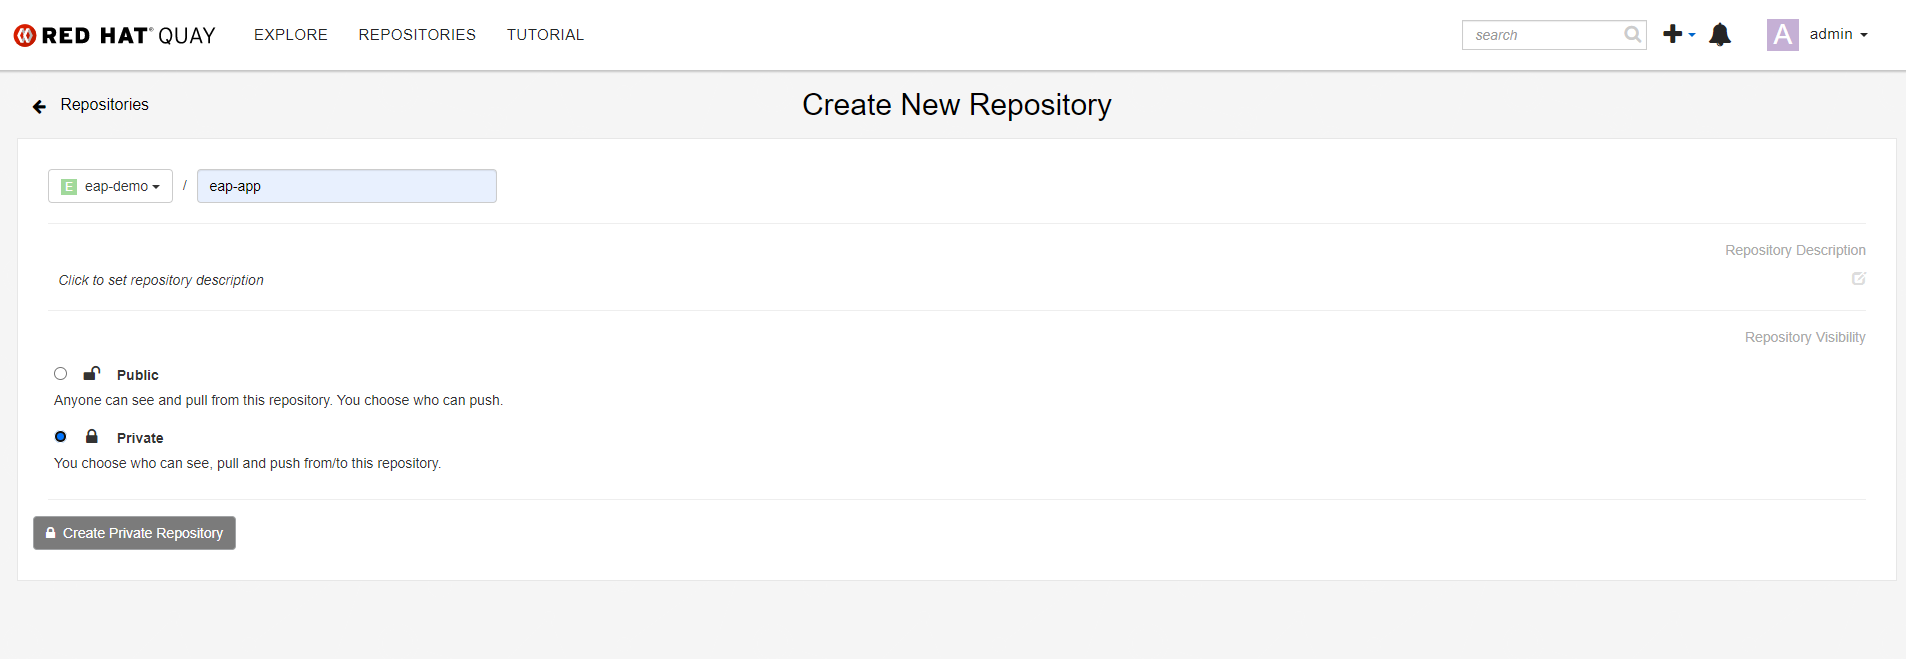 RED HAT® QUAY EXPLORE REPOSITORIES TUTORIAL search A admin
Repositories Create New Repository
E eap-demo / eap-app
Repository Description
Click to set repository description
Repository Visibility
Public
Anyone can see and pull from this repository. You choose who can push.
Private
You choose who can see, pull and push from/to this repository.
Create Private Repository